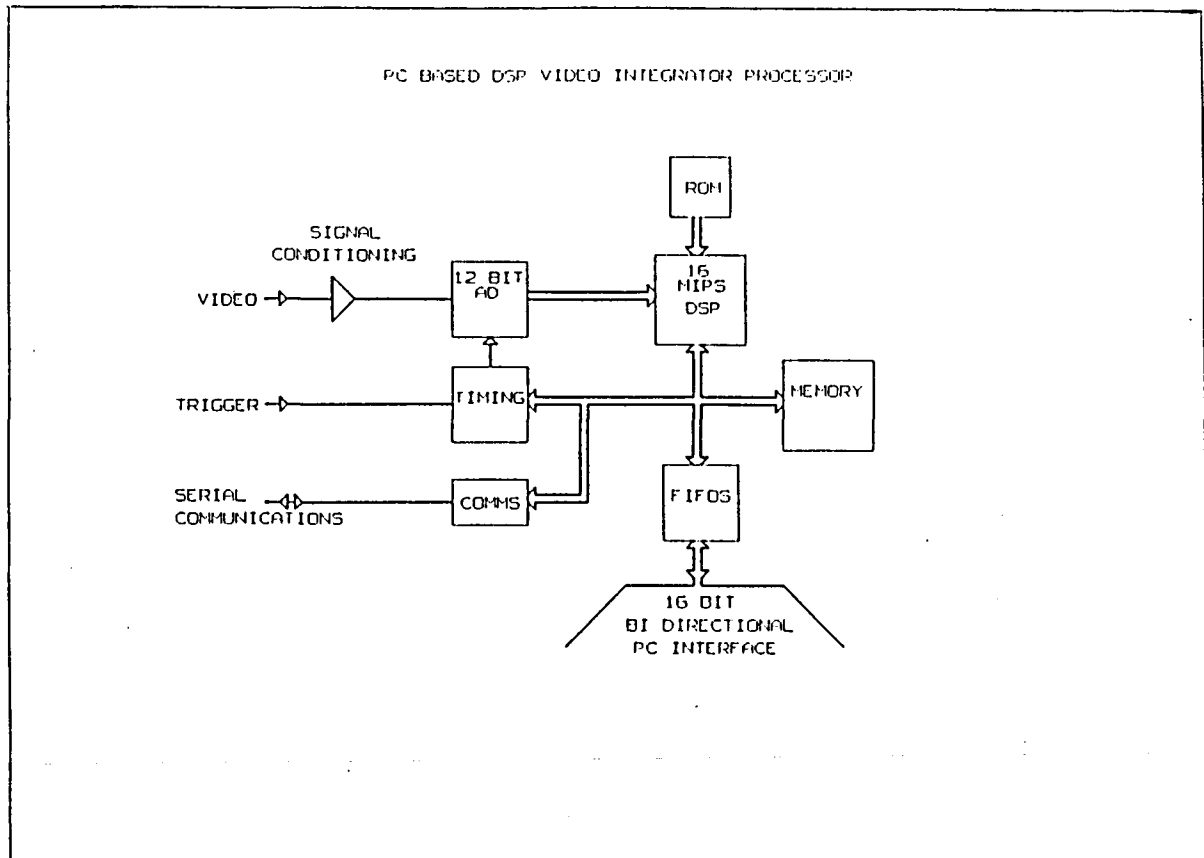 PC BASED DSP VIDEO INTEGRATOR PROCESSOR
ROM
SIGNAL
CONDITIONING
12 BIT
AD
16
MIPS
DSP
VIDEO
TIMING
MEMORY
TRIGGER
SERIAL
COMMUNICATIONS
COMMS
FIFOS
16 BIT
BI DIRECTIONAL
PC INTERFACE